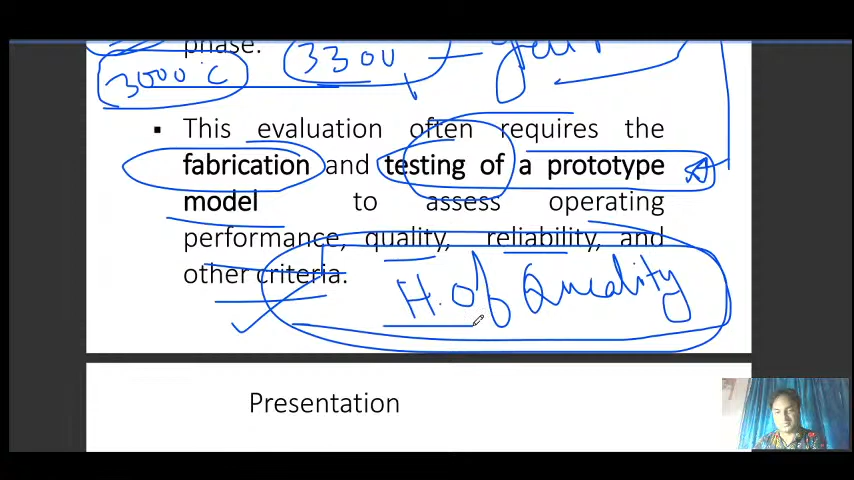 phase.
3000°C
3300
▪ This evaluation often requires the
fabrication and testing of a prototype
model to assess operating
performance, quality, reliability, and
other criteria.
H. Of Quality
Presentation